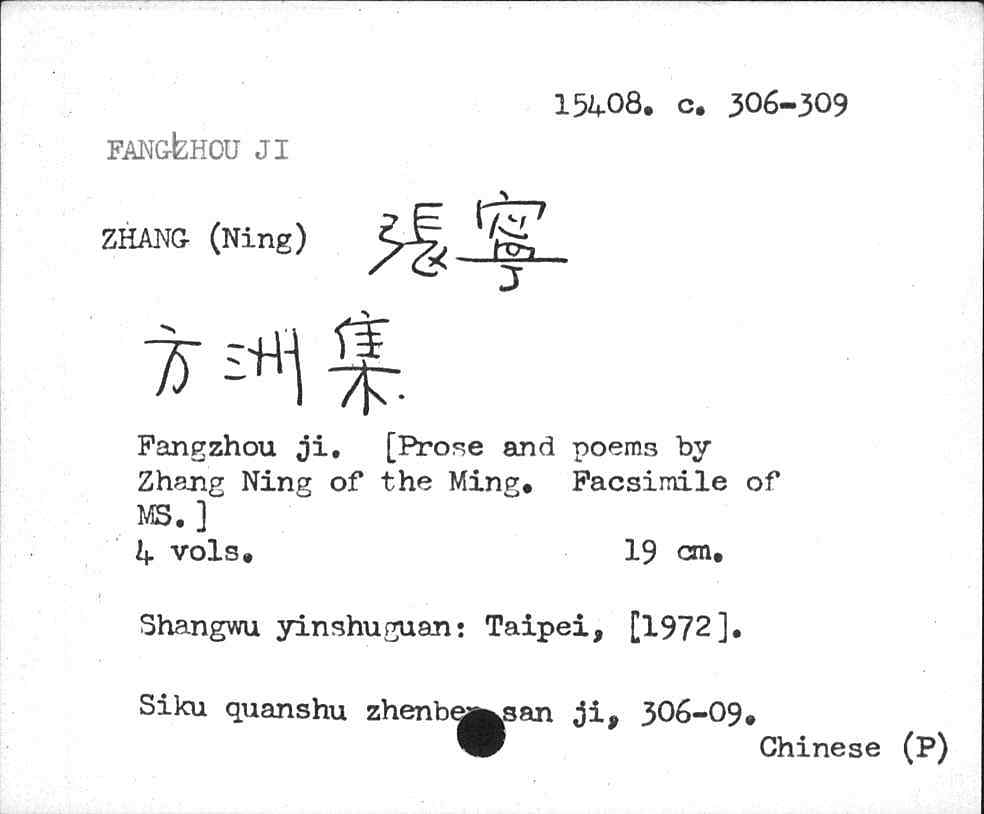 15408. c. 306-309
FANGZHOU JI
ZHANG (Ning) 張寧
方洲集.
Fangzhou ji. [Prose and poems by
Zhang Ning of the Ming. Facsimile of
MS.]
4 vols. 19 cm.
Shangwu yinshuguan: Taipei, [1972].
Siku quanshu zhenben san ji, 306-09.
Chinese (P)